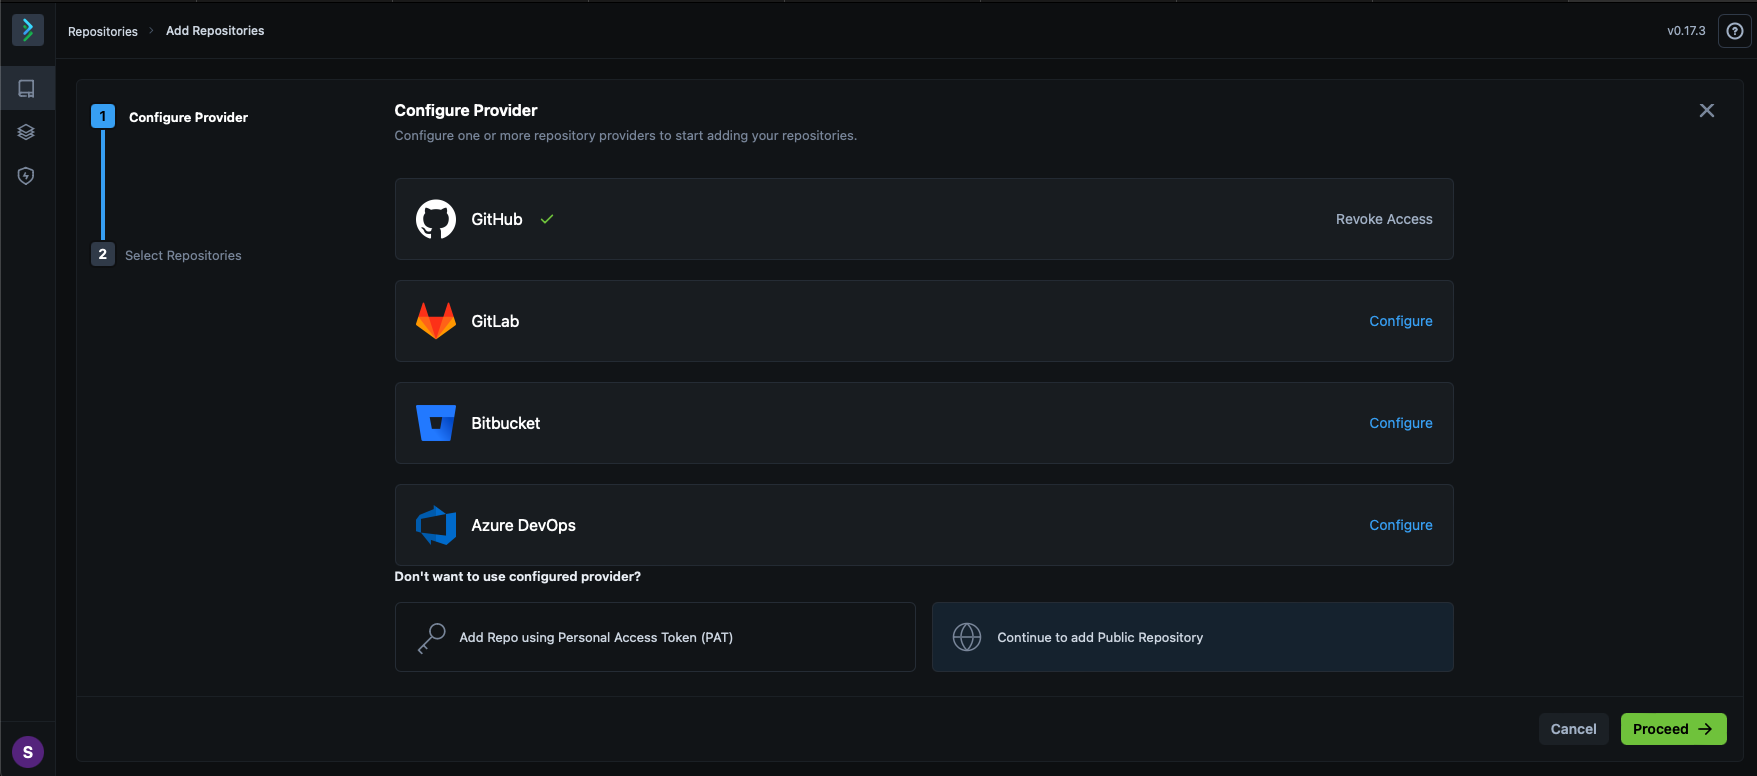 Repositories > Add Repositories
v0.17.3
1 Configure Provider
2 Select Repositories
Configure Provider
Configure one or more repository providers to start adding your repositories.
GitHub
Revoke Access
GitLab
Configure
Bitbucket
Configure
Azure DevOps
Configure
Don't want to use configured provider?
Add Repo using Personal Access Token (PAT)
Continue to add Public Repository
Cancel
Proceed →
S